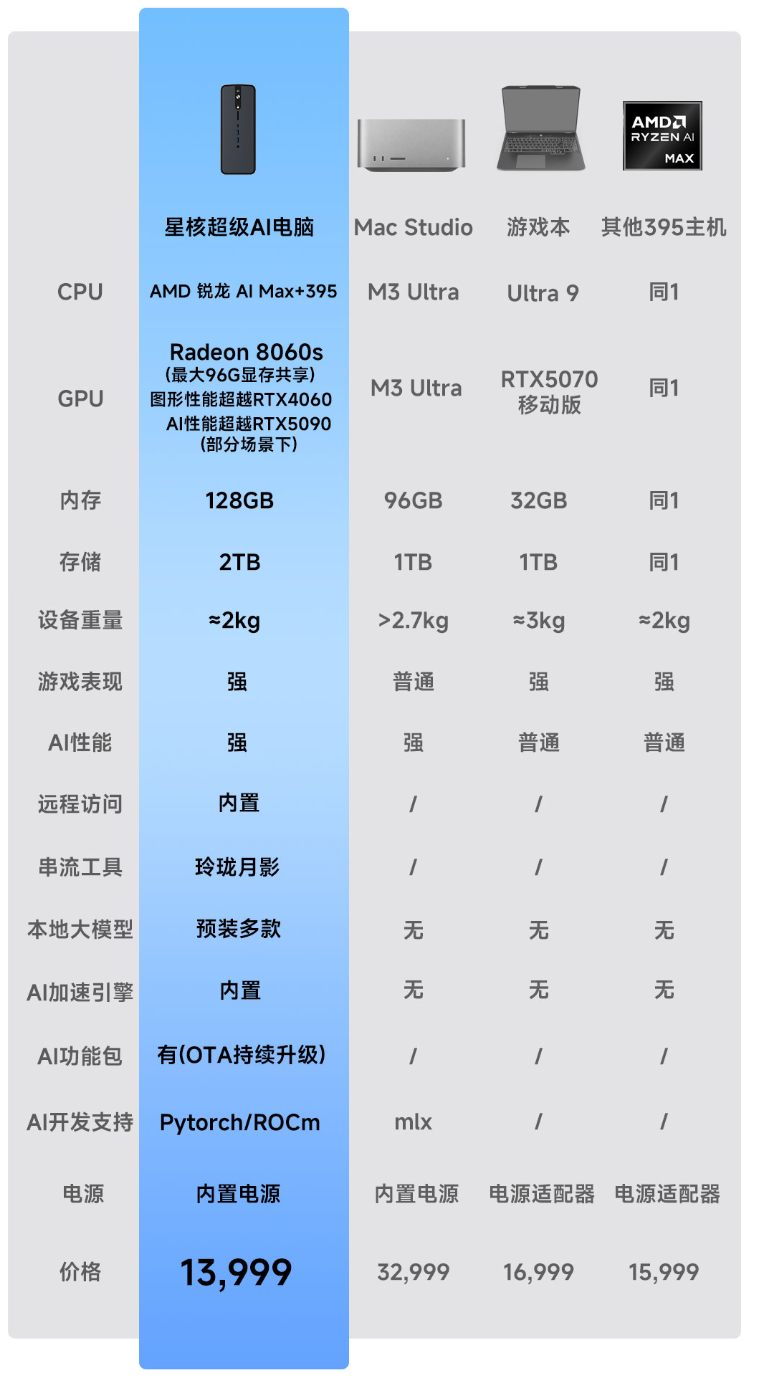 AMD
RYZEN AI
MAX
星核超级AI电脑 Mac Studio 游戏本 其他395主机
CPU AMD 锐龙 AI Max+395 M3 Ultra Ultra 9 同1
GPU
Radeon 8060s
(最大96G显存共享)
图形性能超越RTX4060
AI性能超越RTX5090
(部分场景下)
M3 Ultra
RTX5070
移动版
同1
内存 128GB 96GB 32GB 同1
存储 2TB 1TB 1TB 同1
设备重量 ≈2kg >2.7kg ≈3kg ≈2kg
游戏表现 强 普通 强 强
AI性能 强 强 普通 普通
远程访问 内置 / / /
串流工具 玲珑月影 / / /
本地大模型 预装多款 无 无 无
AI加速引擎 内置 无 无 无
AI功能包 有(OTA持续升级) / / /
AI开发支持 Pytorch/ROCm mlx / /
电源 内置电源 内置电源 电源适配器 电源适配器
价格 13,999 32,999 16,999 15,999